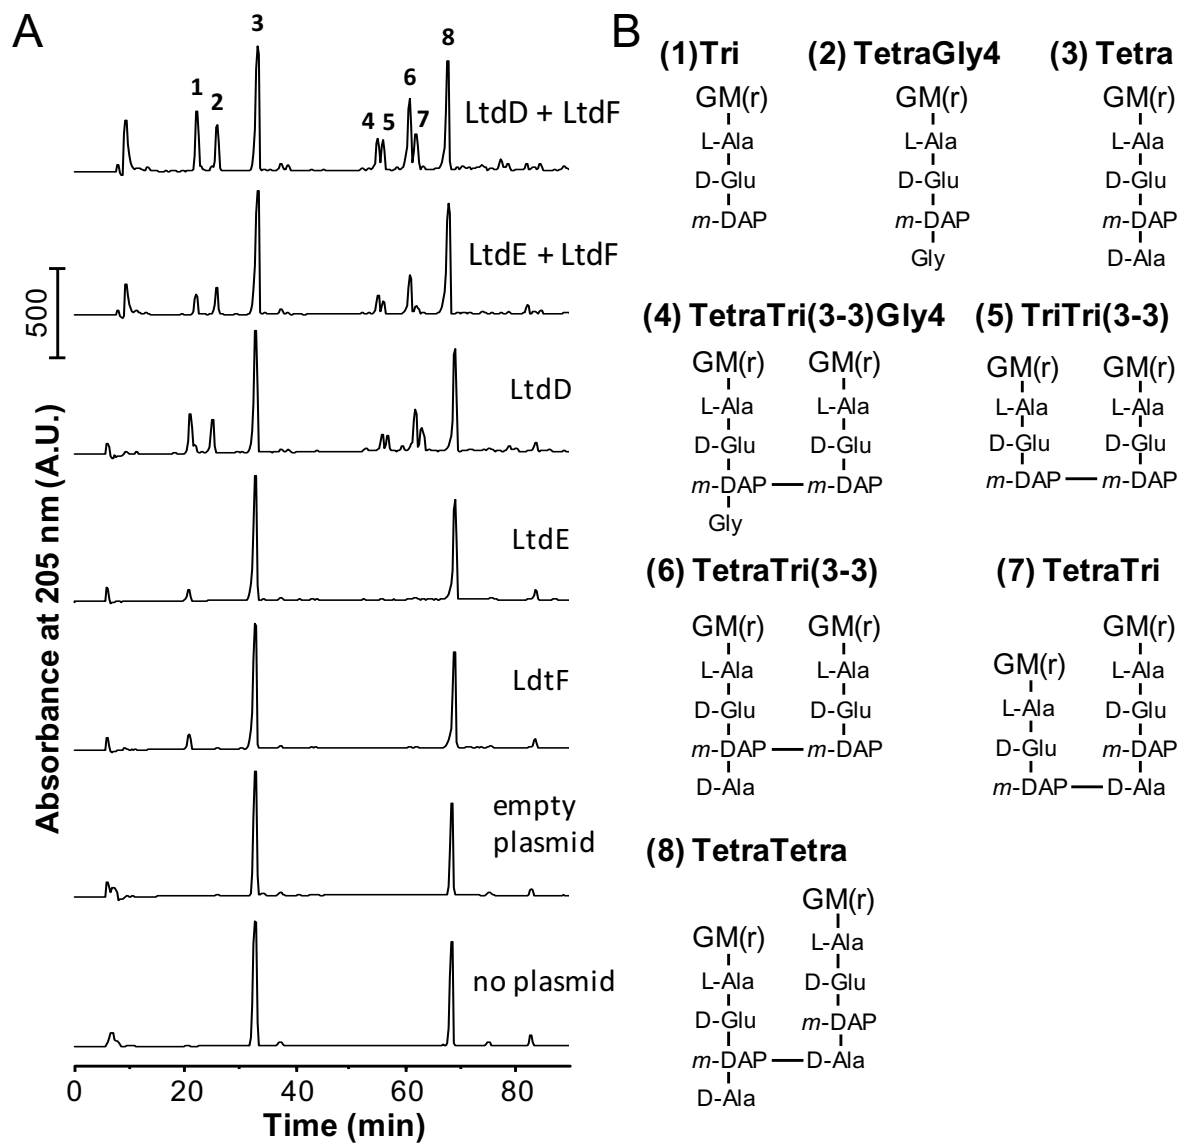 A
1
2
3
4
5
6
7
8
LtdD + LtdF
LtdE + LtdF
LtdD
LtdE
LdtF
empty
plasmid
no plasmid
500
Absorbance at 205 nm (A.U.)
0 20 40 60 80
Time (min)
B
(1)Tri
GM(r)
L-Ala
D-Glu
m-DAP
(2) TetraGly4
GM(r)
L-Ala
D-Glu
m-DAP
Gly
(3) Tetra
GM(r)
L-Ala
D-Glu
m-DAP
D-Ala
(4) TetraTri(3-3)Gly4
GM(r) GM(r)
L-Ala L-Ala
D-Glu D-Glu
m-DAP m-DAP
Gly
(5) TriTri(3-3)
GM(r) GM(r)
L-Ala L-Ala
D-Glu D-Glu
m-DAP m-DAP
(6) TetraTri(3-3)
GM(r) GM(r)
L-Ala L-Ala
D-Glu D-Glu
m-DAP m-DAP
D-Ala
(7) TetraTri
GM(r)
GM(r) L-Ala
L-Ala D-Glu
D-Glu m-DAP
m-DAP D-Ala
(8) TetraTetra
GM(r)
GM(r) L-Ala
L-Ala D-Glu
D-Glu m-DAP
m-DAP D-Ala
D-Ala